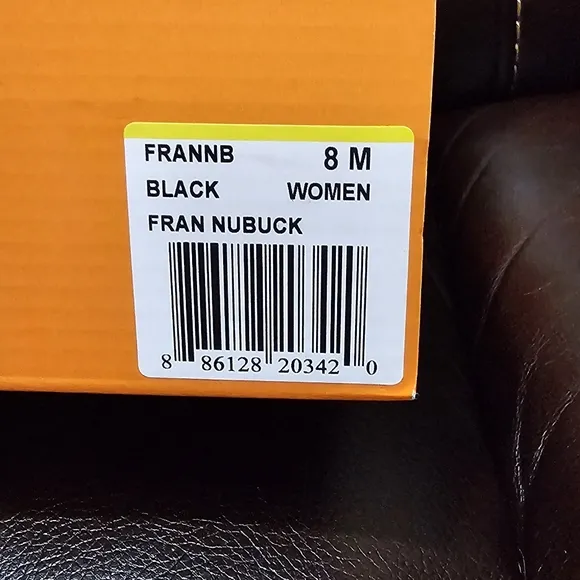 FRANNB 8 M
BLACK WOMEN
FRAN NUBUCK
8 86128 20342 0